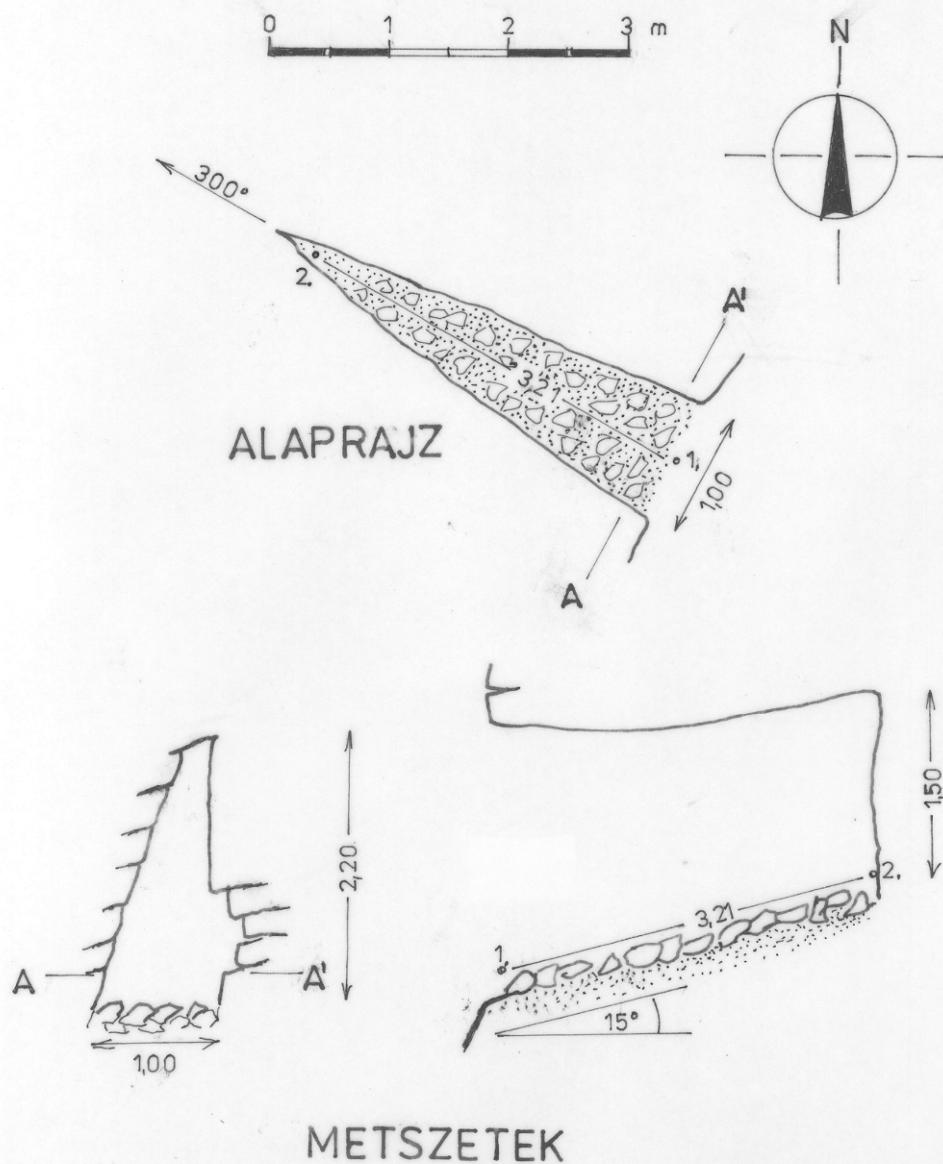 0 1 2 3 m
N
300°
2.
A'
3,21
1.
ALAPRAJZ
1,00
A
1,50
2,20
2.
3,21
1.
A A'
15°
1,00
METSZETEK